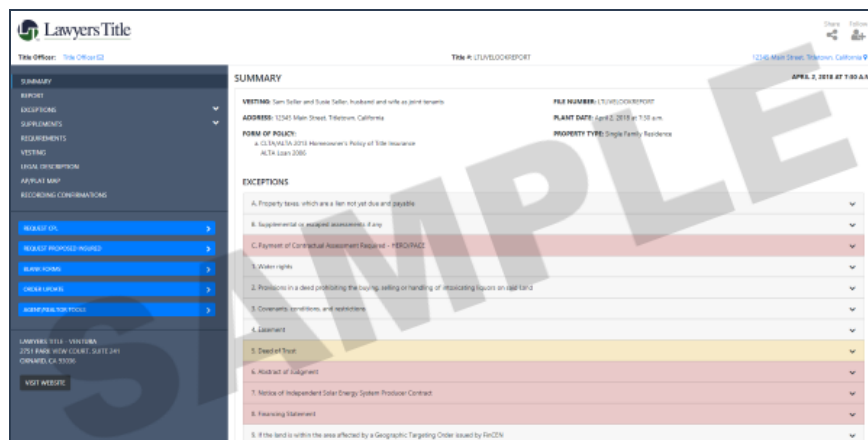 LT Lawyers Title
Share Follow
Title Officer: Title Officer
Title #: LTLIVELOOKREPORT
12345 Main Street, Titletown, California
SUMMARY
REPORT
EXCEPTIONS
SUPPLEMENTS
REQUIREMENTS
VESTING
LEGAL DESCRIPTION
AP/PLAT MAP
RECORDING CONFIRMATIONS
REQUEST CPL
REQUEST PROPOSED INSURED
BLANK FORMS
ORDER UPDATE
AGENT/REALTOR TOOLS
LAWYERS TITLE - VENTURA
2751 PARK VIEW COURT, SUITE 241
OXNARD, CA 93036
VISIT WEBSITE
SUMMARY
APRIL 2, 2018 AT 7:30 A.M
VESTING: Sam Seller and Susie Seller, husband and wife as joint tenants
FILE NUMBER: LTLIVELOOKREPORT
ADDRESS: 12345 Main Street, Titletown, California
PLANT DATE: April 2, 2018 at 7:30 a.m.
FORM OF POLICY:
PROPERTY TYPE: Single Family Residence
a. CLTA/ALTA 2013 Homeowner's Policy of Title Insurance
ALTA Loan 2006
EXCEPTIONS
A. Property taxes, which are a lien not yet due and payable
B. Supplemental or escaped assessments if any
C. Payment of Contractual Assessment Required - HERO/PACE
1. Water rights
2. Provisions in a deed prohibiting the buying, selling or handling of intoxicating liquors on said Land
3. Covenants, conditions, and restrictions
4. Easement
5. Deed of Trust
6. Abstract of Judgment
7. Notice of Independent Solar Energy System Producer Contract
8. Financing Statement
9. If the land is within the area affected by a Geographic Targeting Order issued by FinCEN
SAMPLE